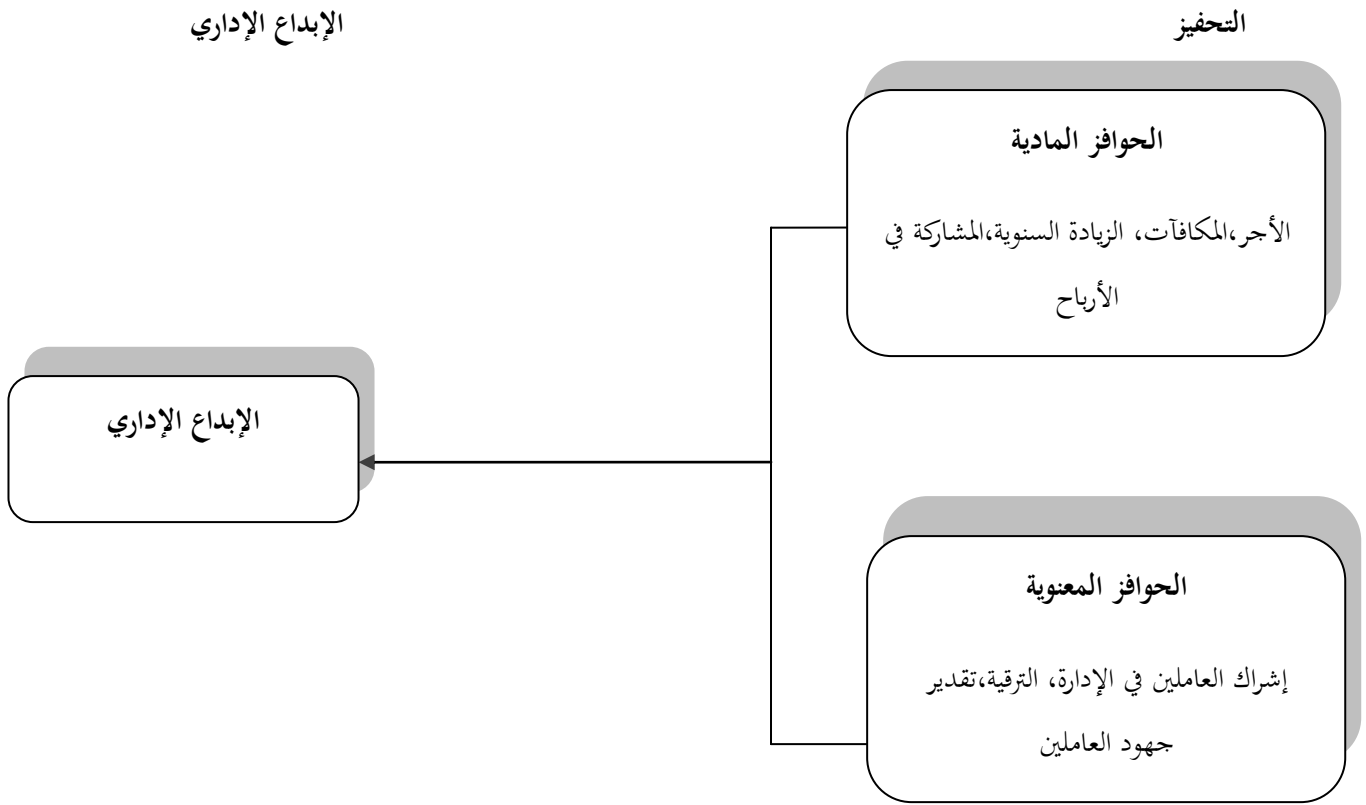 التحفيز
الإبداع الإداري
الحوافز المادية
الأجر،المكافآت، الزيادة السنوية،المشاركة في
الأرباح
الإبداع الإداري
الحوافز المعنوية
إشراك العاملين في الإدارة، الترقية،تقدير
جهود العاملين